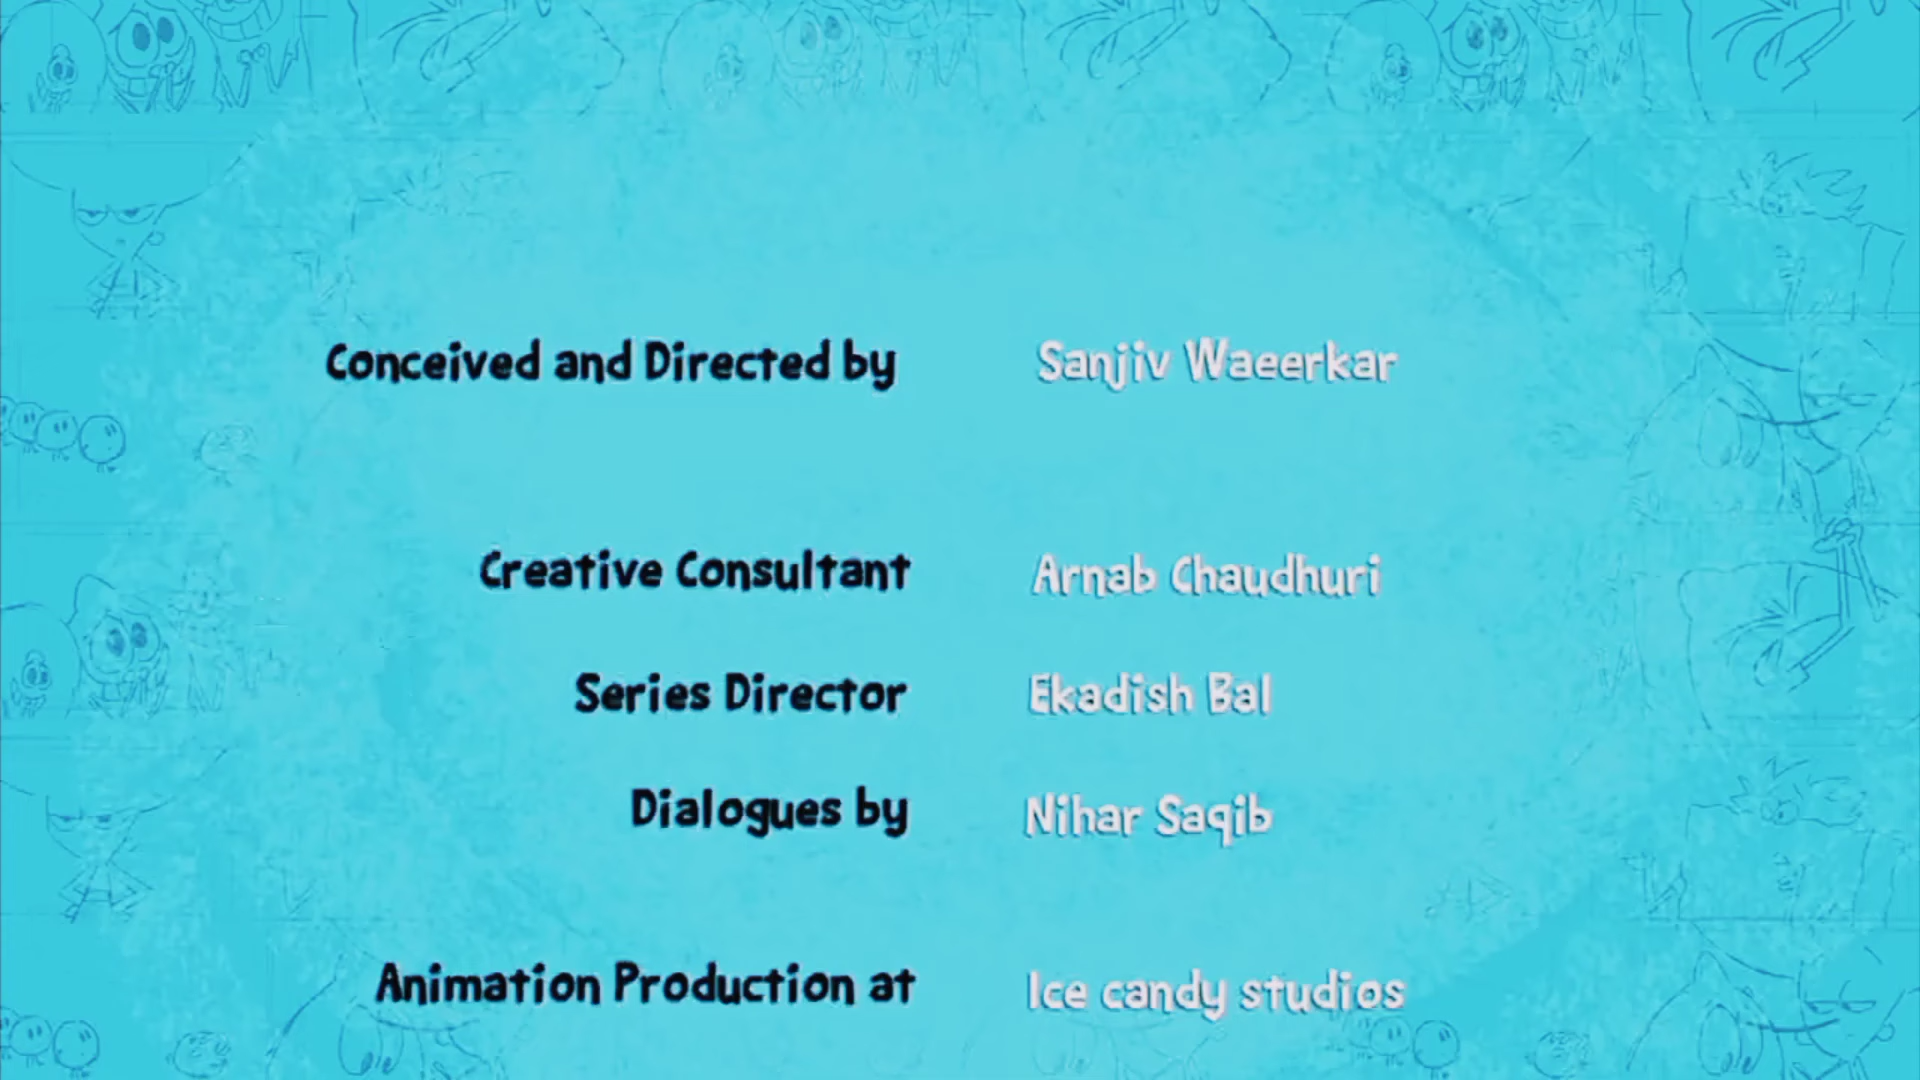 Conceived and Directed by Sanjiv Waeerkar
Creative Consultant Arnab Chaudhuri
Series Director Ekadish Bal
Dialogues by Nihar Saqib
Animation Production at Ice candy studios